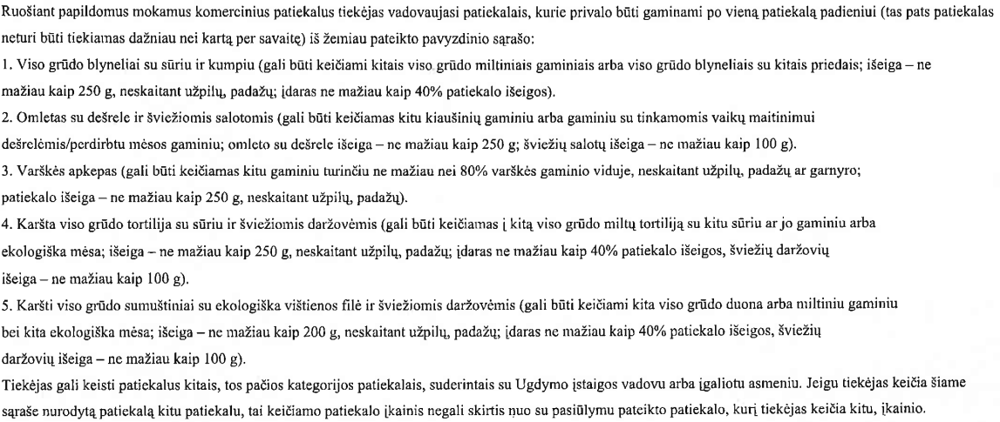 Ruošiant papildomus mokamus komercinius patiekalus tiekėjas vadovaujasi patiekalais, kurie privalo būti gaminami po vieną patiekalą padieniui (tas pats patiekalas
neturi būti tiekiamas dažniau nei kartą per savaitę) iš žemiau pateikto pavyzdinio sąrašo:
1. Viso grūdo blyneliai su sūriu ir kumpiu (gali būti keičiami kitais viso grūdo miltiniais gaminiais arba viso grūdo blyneliais su kitais priedais; išeiga – ne
mažiau kaip 250 g, neskaitant užpilų, padažų; įdaras ne mažiau kaip 40% patiekalo išeigos).
2. Omletas su dešrele ir šviežiomis salotomis (gali būti keičiamas kitu kiaušinių gaminiu arba gaminiu su tinkamomis vaikų maitinimui
dešrelėmis/perdirbtu mėsos gaminiu; omleto su dešrele išeiga – ne mažiau kaip 250 g; šviežių salotų išeiga – ne mažiau kaip 100 g).
3. Varškės apkepas (gali būti keičiamas kitu gaminiu turinčiu ne mažiau nei 80% varškės gaminio viduje, neskaitant užpilų, padažų ar garnyro;
patiekalo išeiga – ne mažiau kaip 250 g, neskaitant užpilų, padažų).
4. Karšta viso grūdo tortilija su sūriu ir šviežiomis daržovėmis (gali būti keičiamas į kitą viso grūdo miltų tortiliją su kitu sūriu ar jo gaminiu arba
ekologiška mėsa; išeiga – ne mažiau kaip 250 g, neskaitant užpilų, padažų; įdaras ne mažiau kaip 40% patiekalo išeigos, šviežių daržovių
išeiga – ne mažiau kaip 100 g).
5. Karšti viso grūdo sumuštiniai su ekologiška vištienos filė ir šviežiomis daržovėmis (gali būti keičiami kita viso grūdo duona arba miltiniu gaminiu
bei kita ekologiška mėsa; išeiga – ne mažiau kaip 200 g, neskaitant užpilų, padažų; įdaras ne mažiau kaip 40% patiekalo išeigos, šviežių
daržovių išeiga – ne mažiau kaip 100 g).
Tiekėjas gali keisti patiekalus kitais, tos pačios kategorijos patiekalais, suderintais su Ugdymo įstaigos vadovu arba įgaliotu asmeniu. Jeigu tiekėjas keičia šiame
sąraše nurodytą patiekalą kitu patiekalu, tai keičiamo patiekalo įkainis negali skirtis nuo su pasiūlymu pateikto patiekalo, kurį tiekėjas keičia kitu, įkainio.